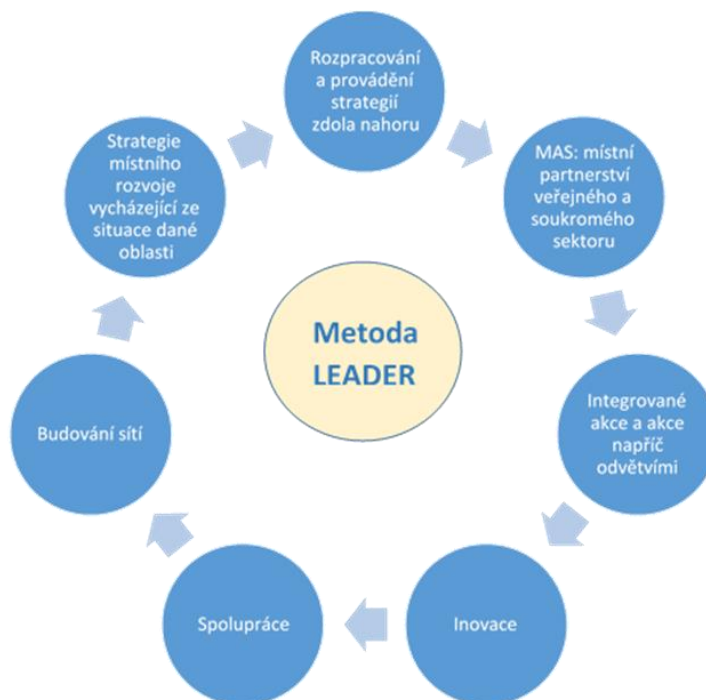 Rozpracování
a provádění
strategií
zdola nahoru
MAS: místní
partnerství
veřejného a
soukromého
sektoru
Integrované
akce a akce
napříč
odvětvími
Inovace
Spolupráce
Budování sítí
Strategie
místního
rozvoje
vycházející ze
situace dané
oblasti
Metoda
LEADER